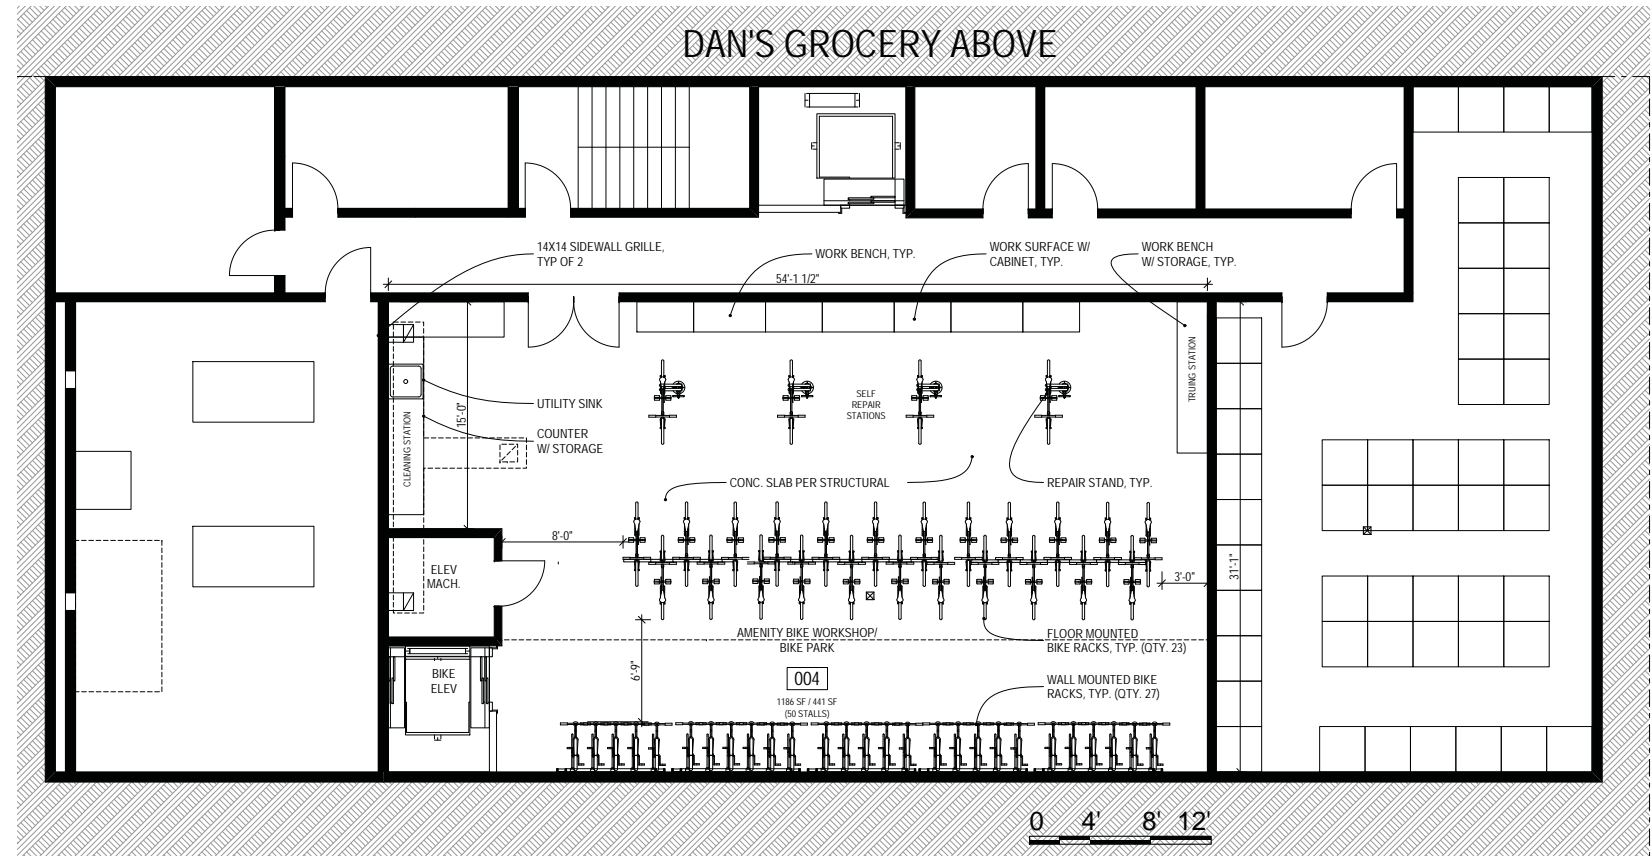 DAN'S GROCERY ABOVE
14X14 SIDEWALL GRILLE,
TYP OF 2
WORK BENCH, TYP.
WORK SURFACE W/
CABINET, TYP.
WORK BENCH
W/ STORAGE, TYP.
54'-1 1/2"
TRUING STATION
SELF
REPAIR
STATIONS
UTILITY SINK
COUNTER
W/ STORAGE
15'-0"
CLEANING STATION
CONC. SLAB PER STRUCTURAL
REPAIR STAND, TYP.
8'-0"
ELEV
MACH.
3'-0"
31'-1"
AMENITY BIKE WORKSHOP/
BIKE PARK
FLOOR MOUNTED
BIKE RACKS, TYP. (QTY. 23)
6'-9"
BIKE
ELEV
004
1186 SF / 441 SF
(50 STALLS)
WALL MOUNTED BIKE
RACKS, TYP. (QTY. 27)
0 4' 8' 12'